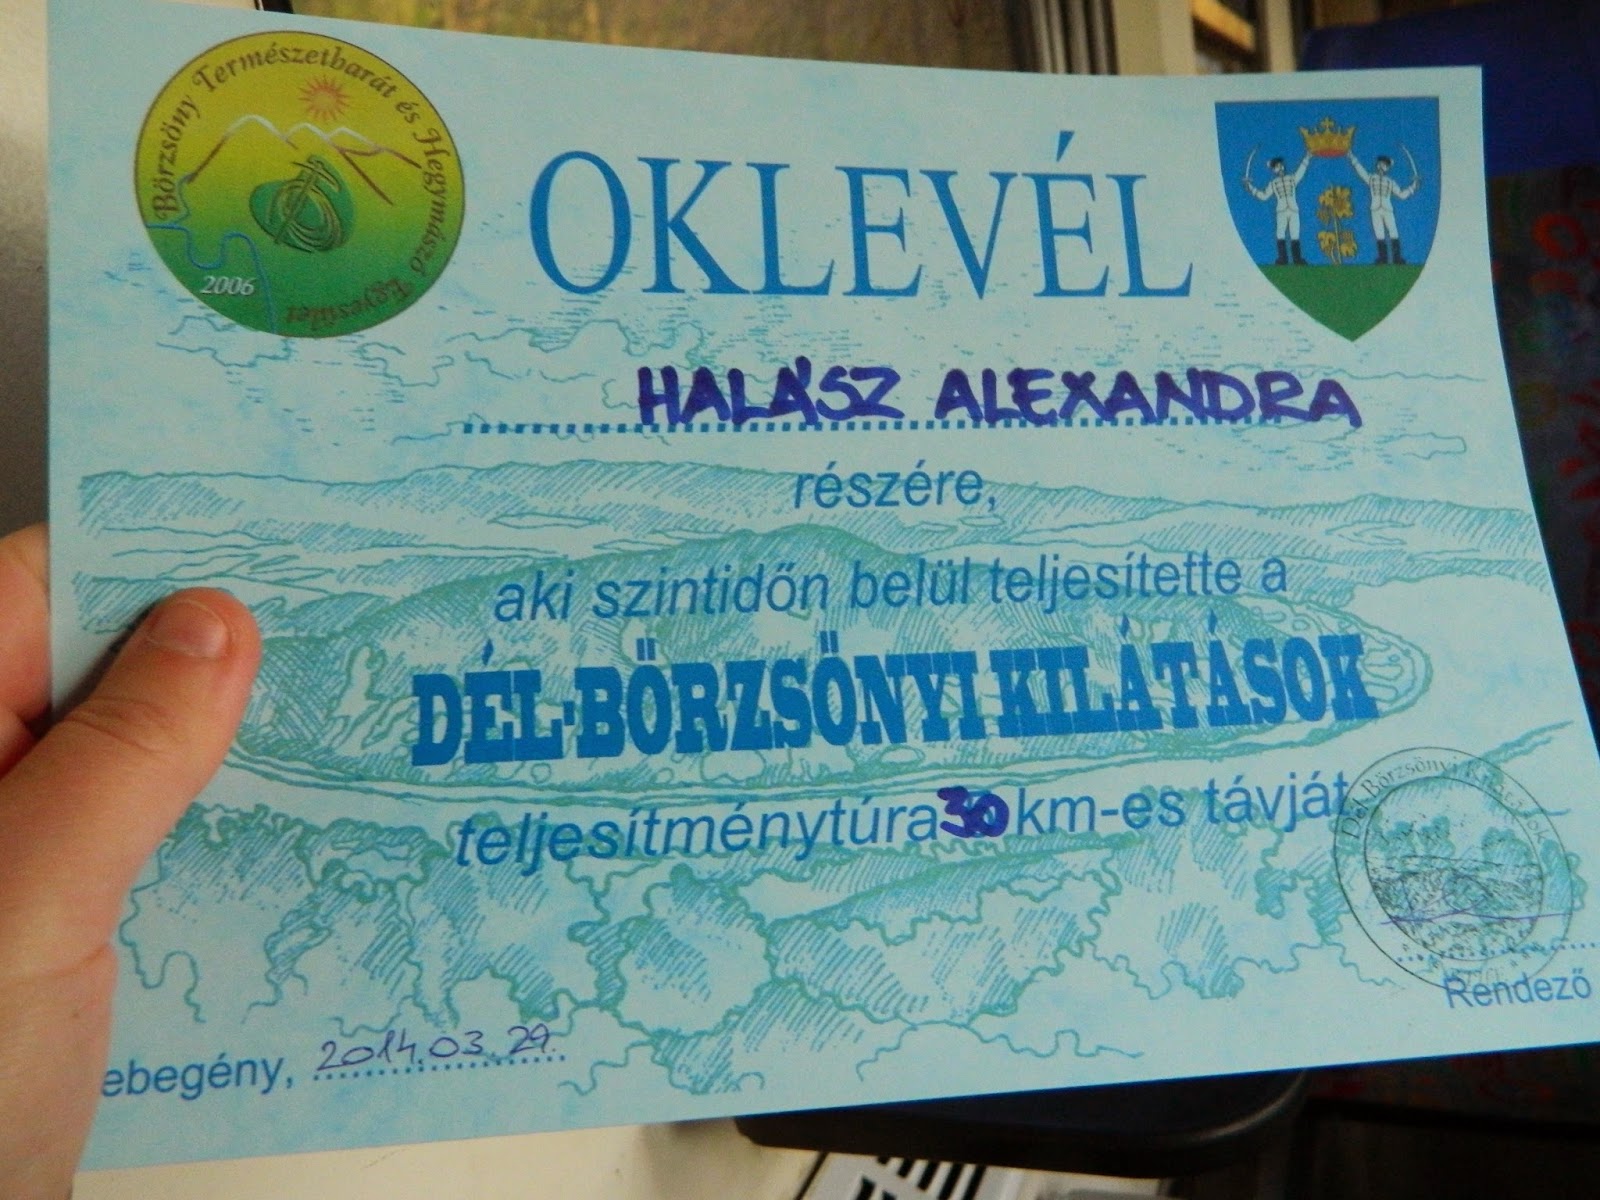 Börzsöny Természetbarát és Hegymászó Egyesület
2006
OKLEVÉL
HALÁSZ ALEXANDRA
részére,
aki szintidőn belül teljesítette a
DÉL-BÖRZSÖNYI KILÁTÁSOK
teljesítménytúra 30 km-es távját
Dél Börzsönyi Kilátások
Rendező
ebegény, 2014.03.29.